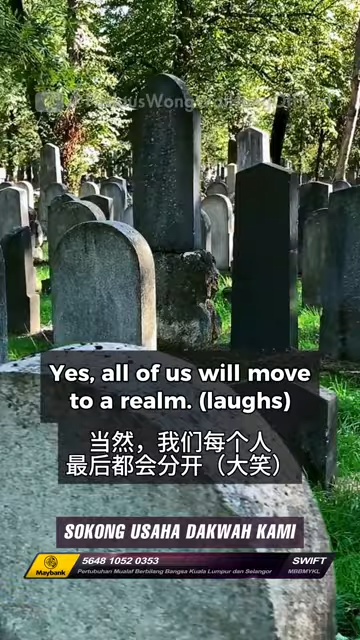 Yes, all of us will move
to a realm. (laughs)
当然，我们每个人
最后都会分开（大笑）
SOKONG USAHA DAKWAH KAMI
Maybank
5648 1052 0353
SWIFT
Pertubuhan Mualaf Berbilang Bangsa Kuala Lumpur dan Selangor
MBBMYKL